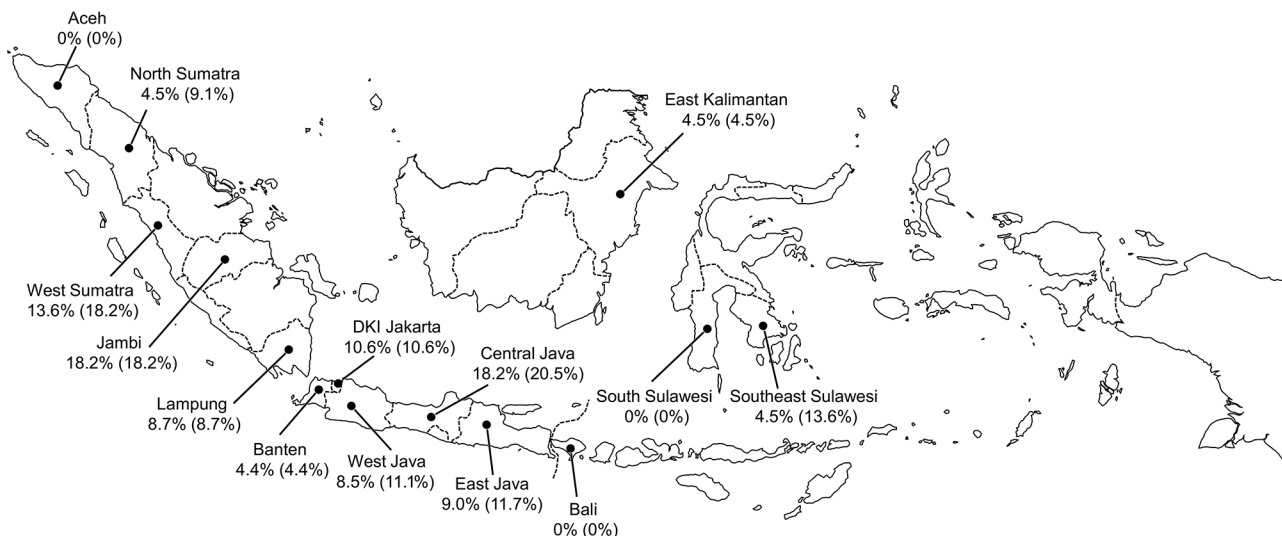 Aceh
0% (0%)
North Sumatra
4.5% (9.1%)
East Kalimantan
4.5% (4.5%)
West Sumatra
13.6% (18.2%)
Jambi
18.2% (18.2%)
DKI Jakarta
10.6% (10.6%)
Central Java
18.2% (20.5%)
Lampung
8.7% (8.7%)
South Sulawesi
0% (0%)
Southeast Sulawesi
4.5% (13.6%)
Banten
4.4% (4.4%)
West Java
8.5% (11.1%)
East Java
9.0% (11.7%)
Bali
0% (0%)